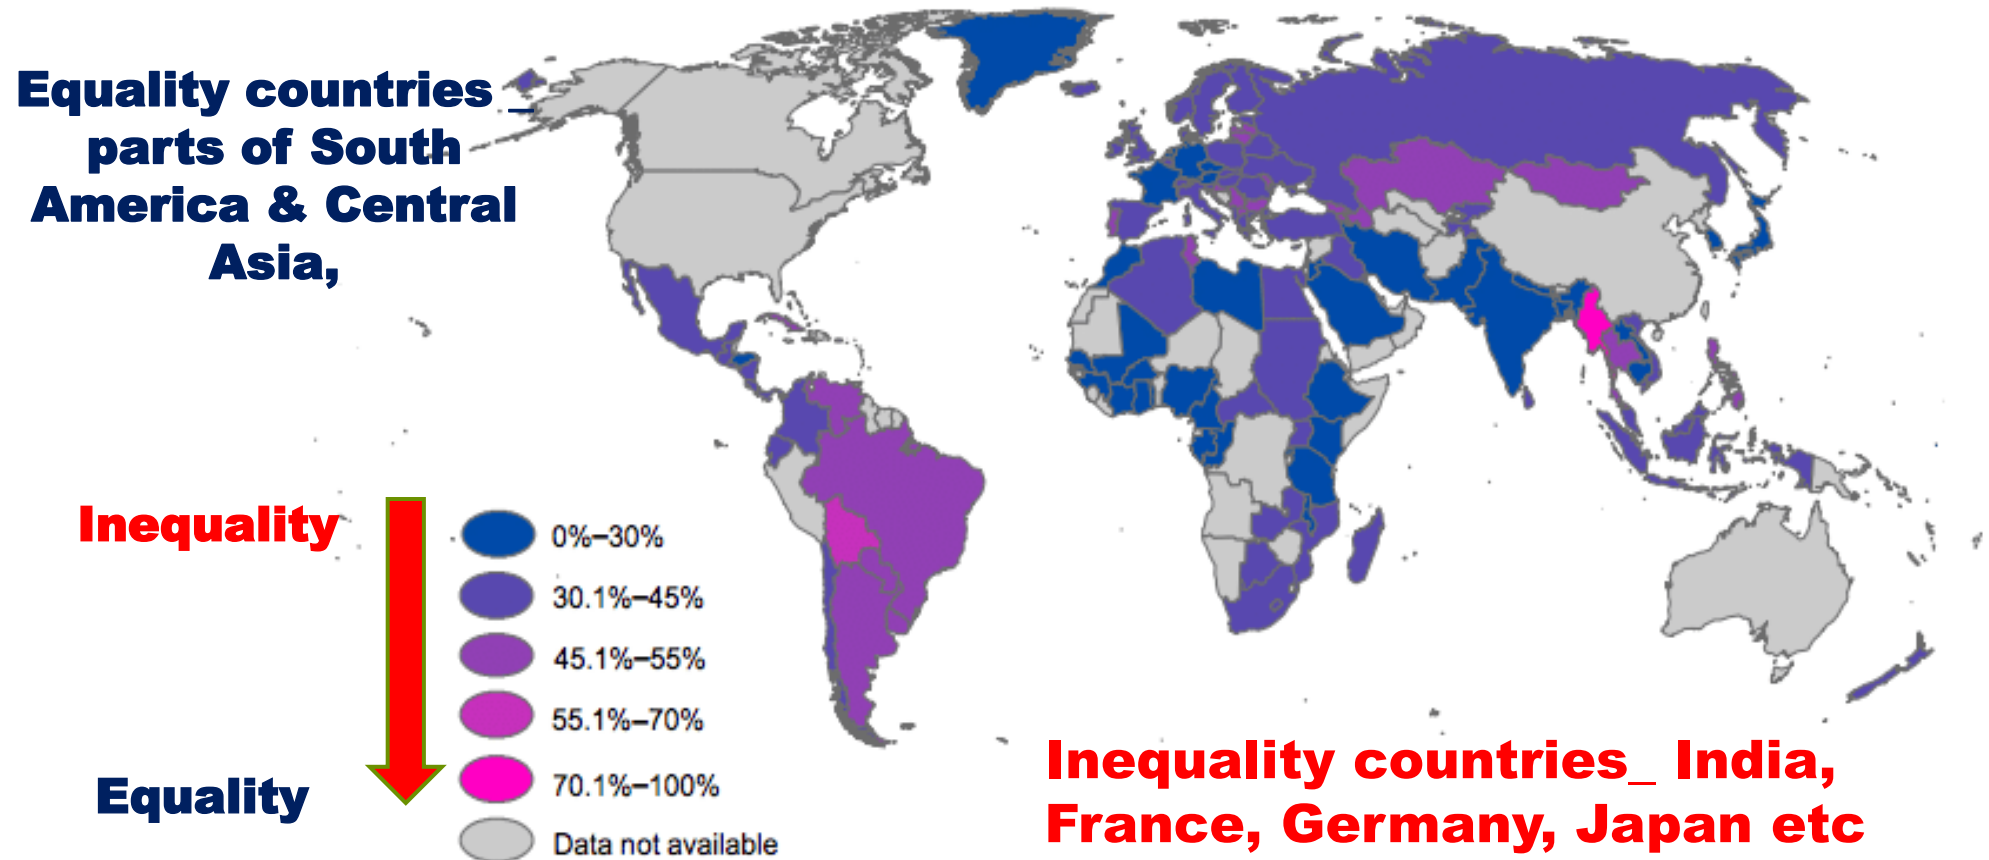 Equality countries _
parts of South
America & Central
Asia,
Inequality
Equality
0%–30%
30.1%–45%
45.1%–55%
55.1%–70%
70.1%–100%
Data not available
Inequality countries_ India,
France, Germany, Japan etc